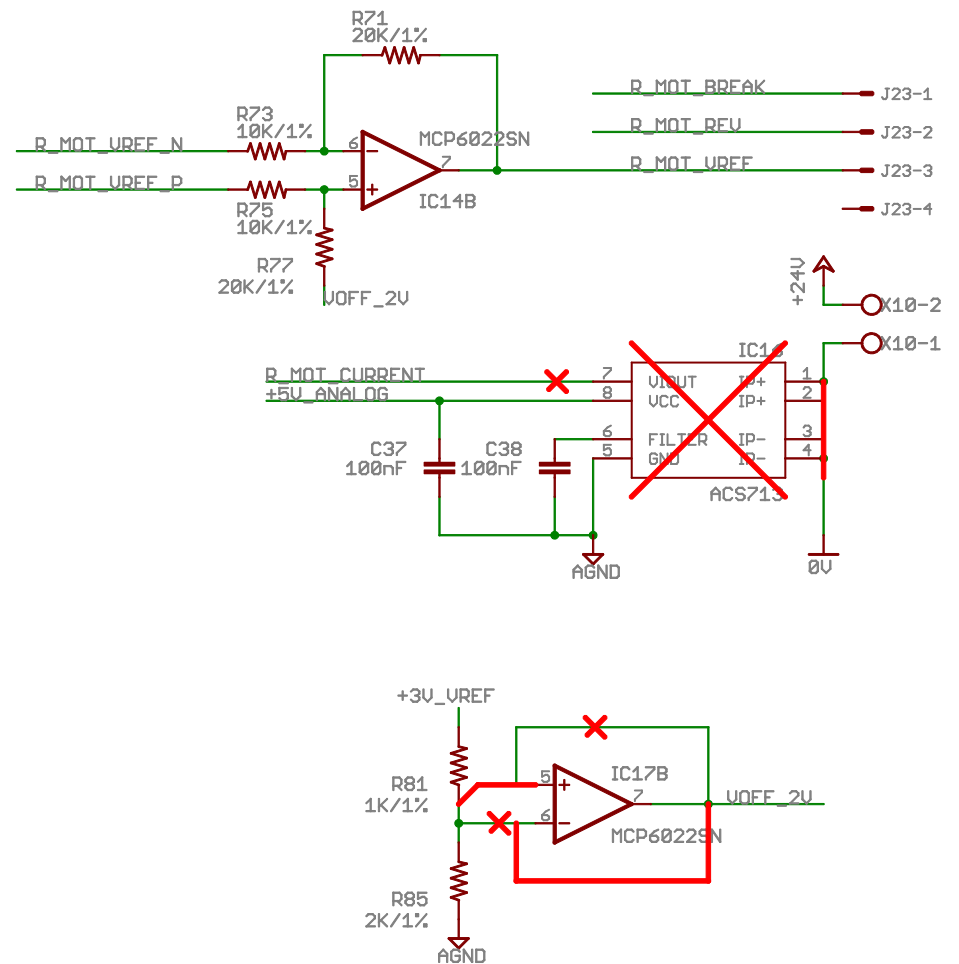 R71
20K/1%
R_MOT_BREAK
J23-1
R73
10K/1%
MCP6022SN
R_MOT_REV
J23-2
R_MOT_VREF_N
6
7
R_MOT_VREF
J23-3
R_MOT_VREF_P
5
IC14B
J23-4
R75
10K/1%
R77
20K/1%
VOFF_2V
+24V
X10-2
X10-1
IC16
R_MOT_CURRENT
7
VIOUT
IP+
1
+5V_ANALOG
8
VCC
IP+
2
6
FILTER
IP-
3
C37
100nF
C38
100nF
5
GND
IP-
4
ACS713
AGND
0V
+3V_VREF
R81
1K/1%
5
IC17B
7
VOFF_2V
6
MCP6022SN
R85
2K/1%
AGND